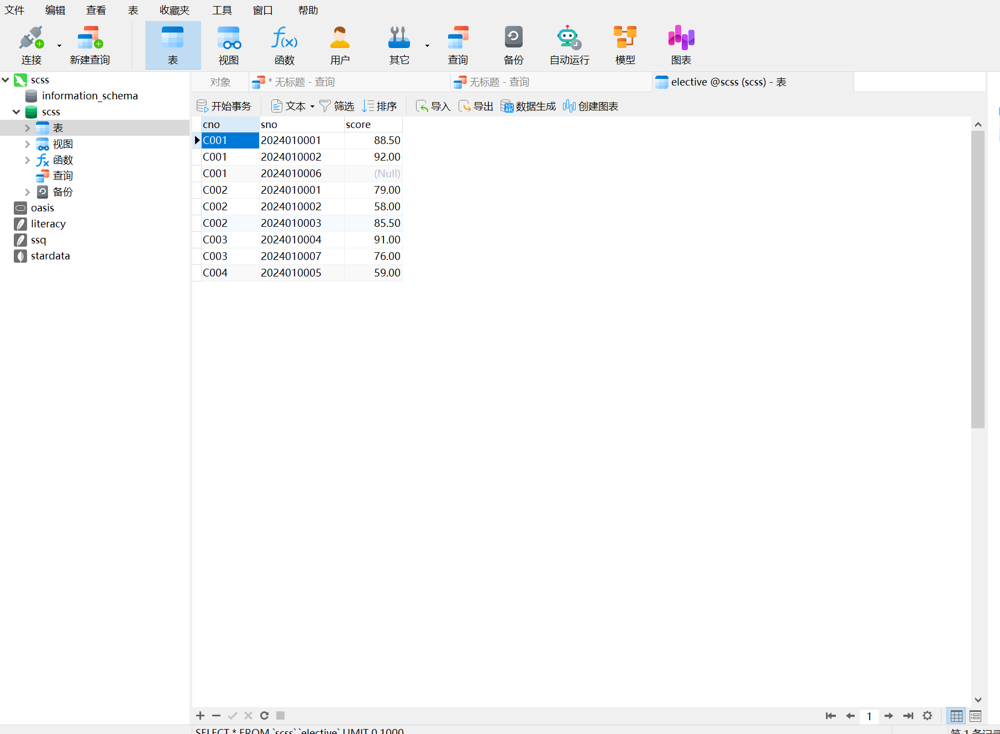 文件 编辑 查看 表 收藏夹 工具 窗口 帮助
连接 新建查询 表 视图 函数 用户 其它 查询 备份 自动运行 模型 图表
scss
information_schema
scss
表
视图
函数
查询
备份
oasis
literacy
ssq
stardata
对象 * 无标题 - 查询 无标题 - 查询 elective @scss (scss) - 表
开始事务 文本 筛选 排序 导入 导出 数据生成 创建图表
cno sno score
C001 2024010001 88.50
C001 2024010002 92.00
C001 2024010006 (Null)
C002 2024010001 79.00
C002 2024010002 58.00
C002 2024010003 85.50
C003 2024010004 91.00
C003 2024010007 76.00
C004 2024010005 59.00
1
SELECT * FROM `scss`.`elective` LIMIT 0,1000 第 1 条记录